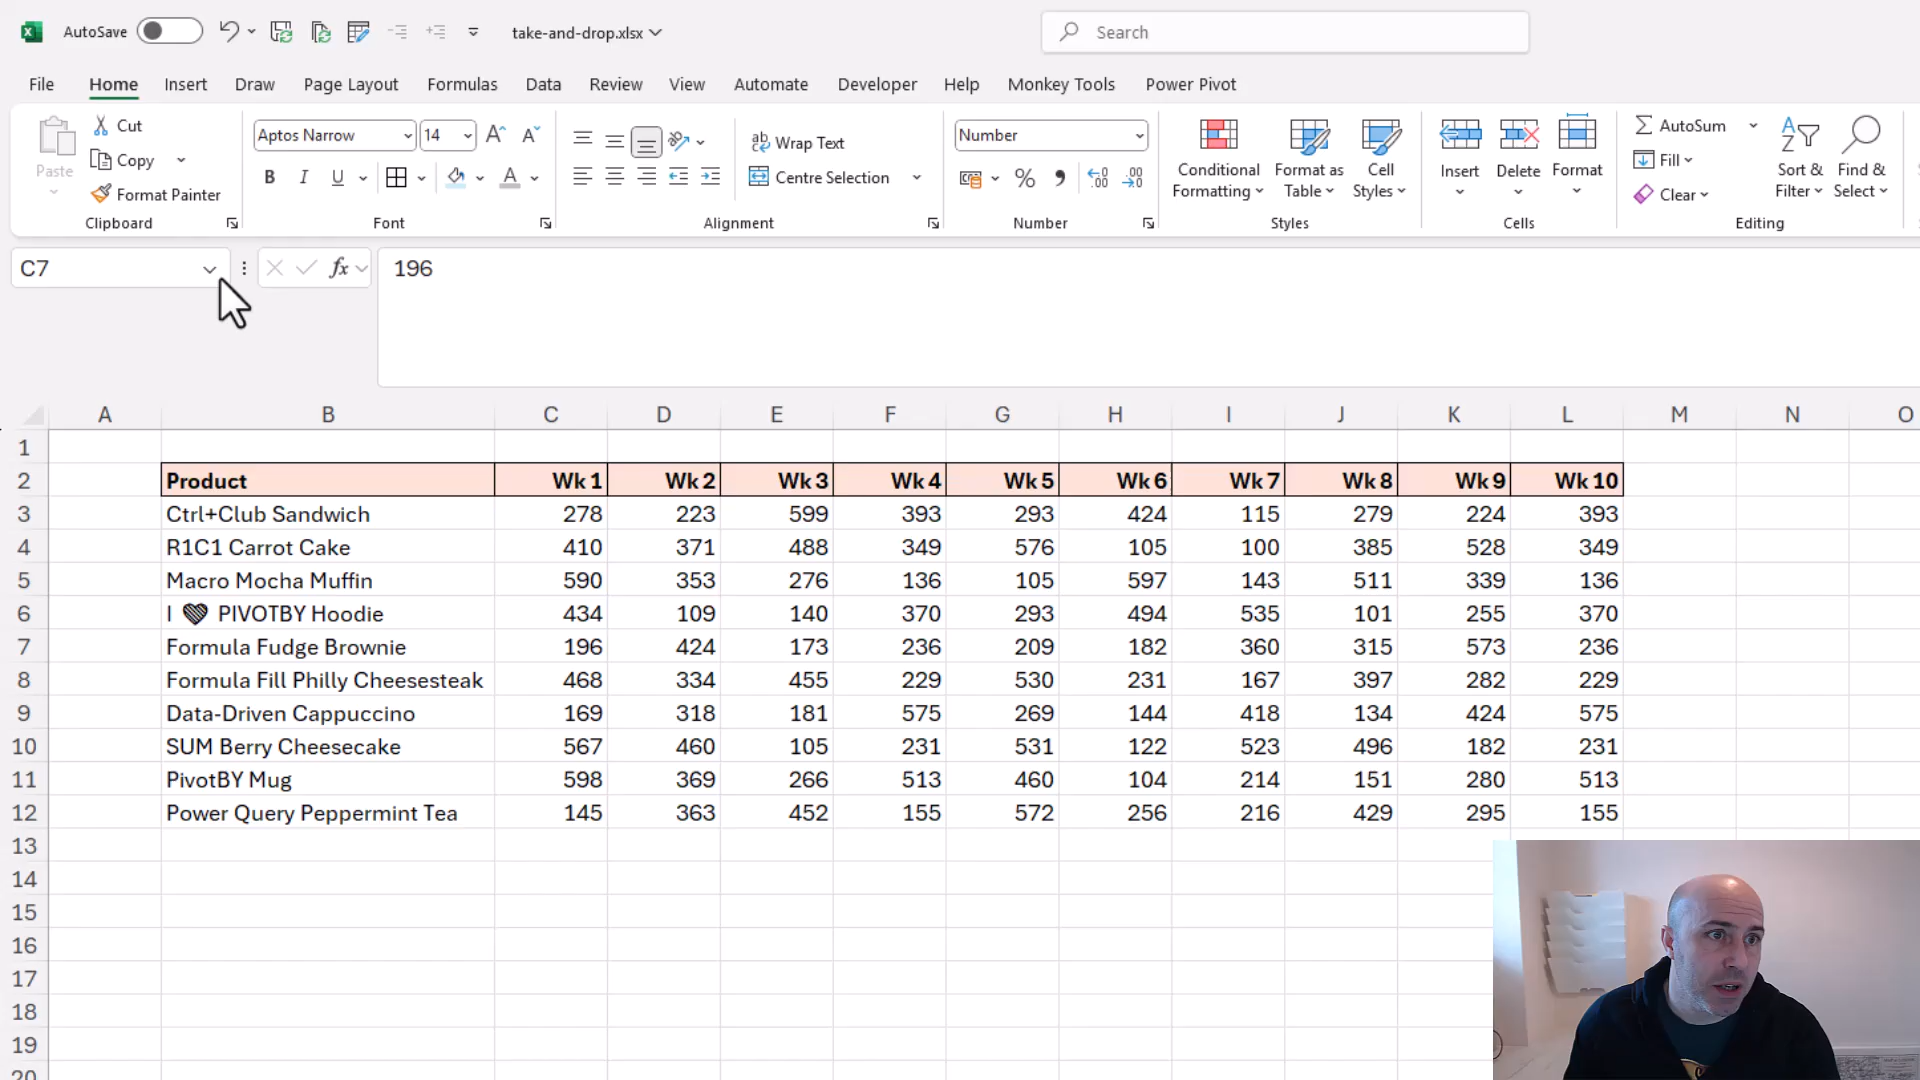 AutoSave take-and-drop.xlsx Search
File Home Insert Draw Page Layout Formulas Data Review View Automate Developer Help Monkey Tools Power Pivot
Paste
Cut
Copy
Format Painter
Clipboard
Aptos Narrow 14
B I U
Font
Wrap Text
Centre Selection
Alignment
Number
Number
Conditional Formatting
Format as Table
Cell Styles
Styles
Insert
Delete
Format
Cells
AutoSum
Fill
Clear
Sort & Filter
Find & Select
Editing
C7 fx 196
A B C D E F G H I J K L M N O
1
2 Product Wk 1 Wk 2 Wk 3 Wk 4 Wk 5 Wk 6 Wk 7 Wk 8 Wk 9 Wk 10
3 Ctrl+Club Sandwich 278 223 599 393 293 424 115 279 224 393
4 R1C1 Carrot Cake 410 371 488 349 576 105 100 385 528 349
5 Macro Mocha Muffin 590 353 276 136 105 597 143 511 339 136
6 I 💜 PIVOTBY Hoodie 434 109 140 370 293 494 535 101 255 370
7 Formula Fudge Brownie 196 424 173 236 209 182 360 315 573 236
8 Formula Fill Philly Cheesesteak 468 334 455 229 530 231 167 397 282 229
9 Data-Driven Cappuccino 169 318 181 575 269 144 418 134 424 575
10 SUM Berry Cheesecake 567 460 105 231 531 122 523 496 182 231
11 PivotBY Mug 598 369 266 513 460 104 214 151 280 513
12 Power Query Peppermint Tea 145 363 452 155 572 256 216 429 295 155
13
14
15
16
17
18
19
20